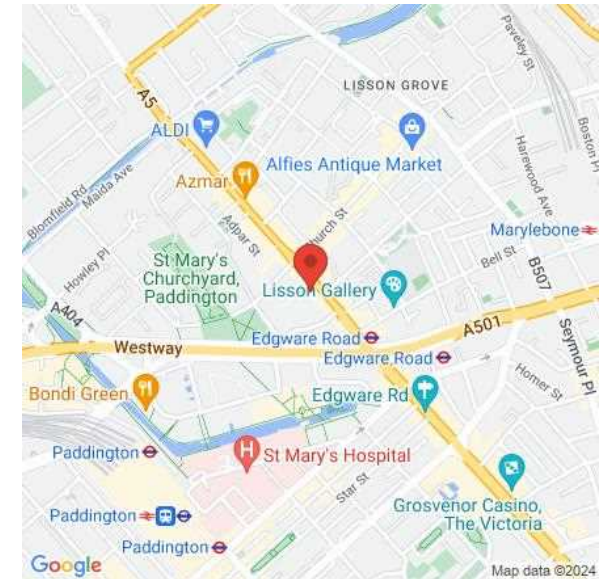 Paveley St
LISSON GROVE
A5
ALDI
Boston Pl
Alfies Antique Market
Harewood Ave
Azmar
Maida Ave
Blomfield Rd
Adpar St
hurch St
Marylebone
Bell St
Howley Pl
St Mary's
Churchyard,
Paddington
B507
Lisson Gallery
A404
A501
Edgware Road
Westway
Edgware Road
Seymour Pl
Homer St
Bondi Green
Edgware Rd
Paddington
St Mary's Hospital
Star St
Grosvenor Casino,
The Victoria
Paddington
Paddington
Google
Map data ©2024